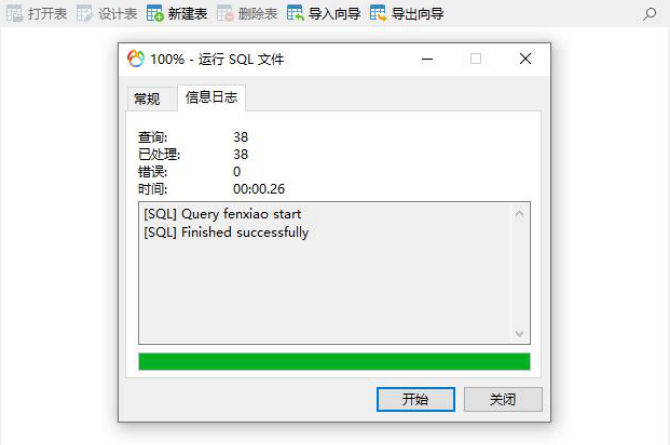 打开表 设计表 新建表 删除表 导入向导 导出向导
100% - 运行 SQL 文件
常规 信息日志
查询: 38
已处理: 38
错误: 0
时间: 00:00.26
[SQL] Query fenxiao start
[SQL] Finished successfully
开始 关闭